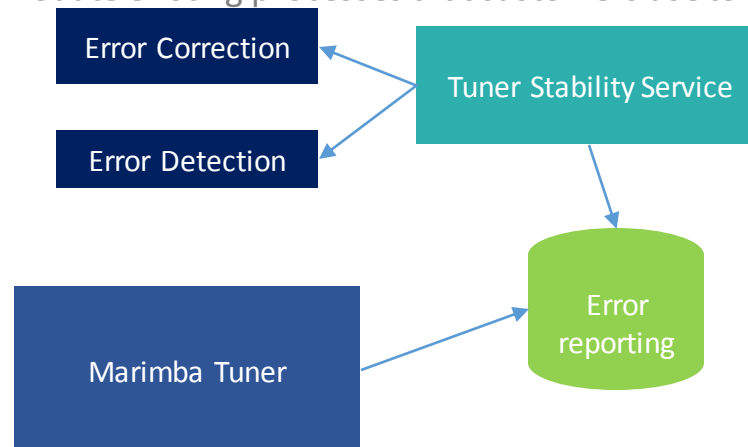 Error Correction
Tuner Stability Service
Error Detection
Error
reporting
Marimba Tuner